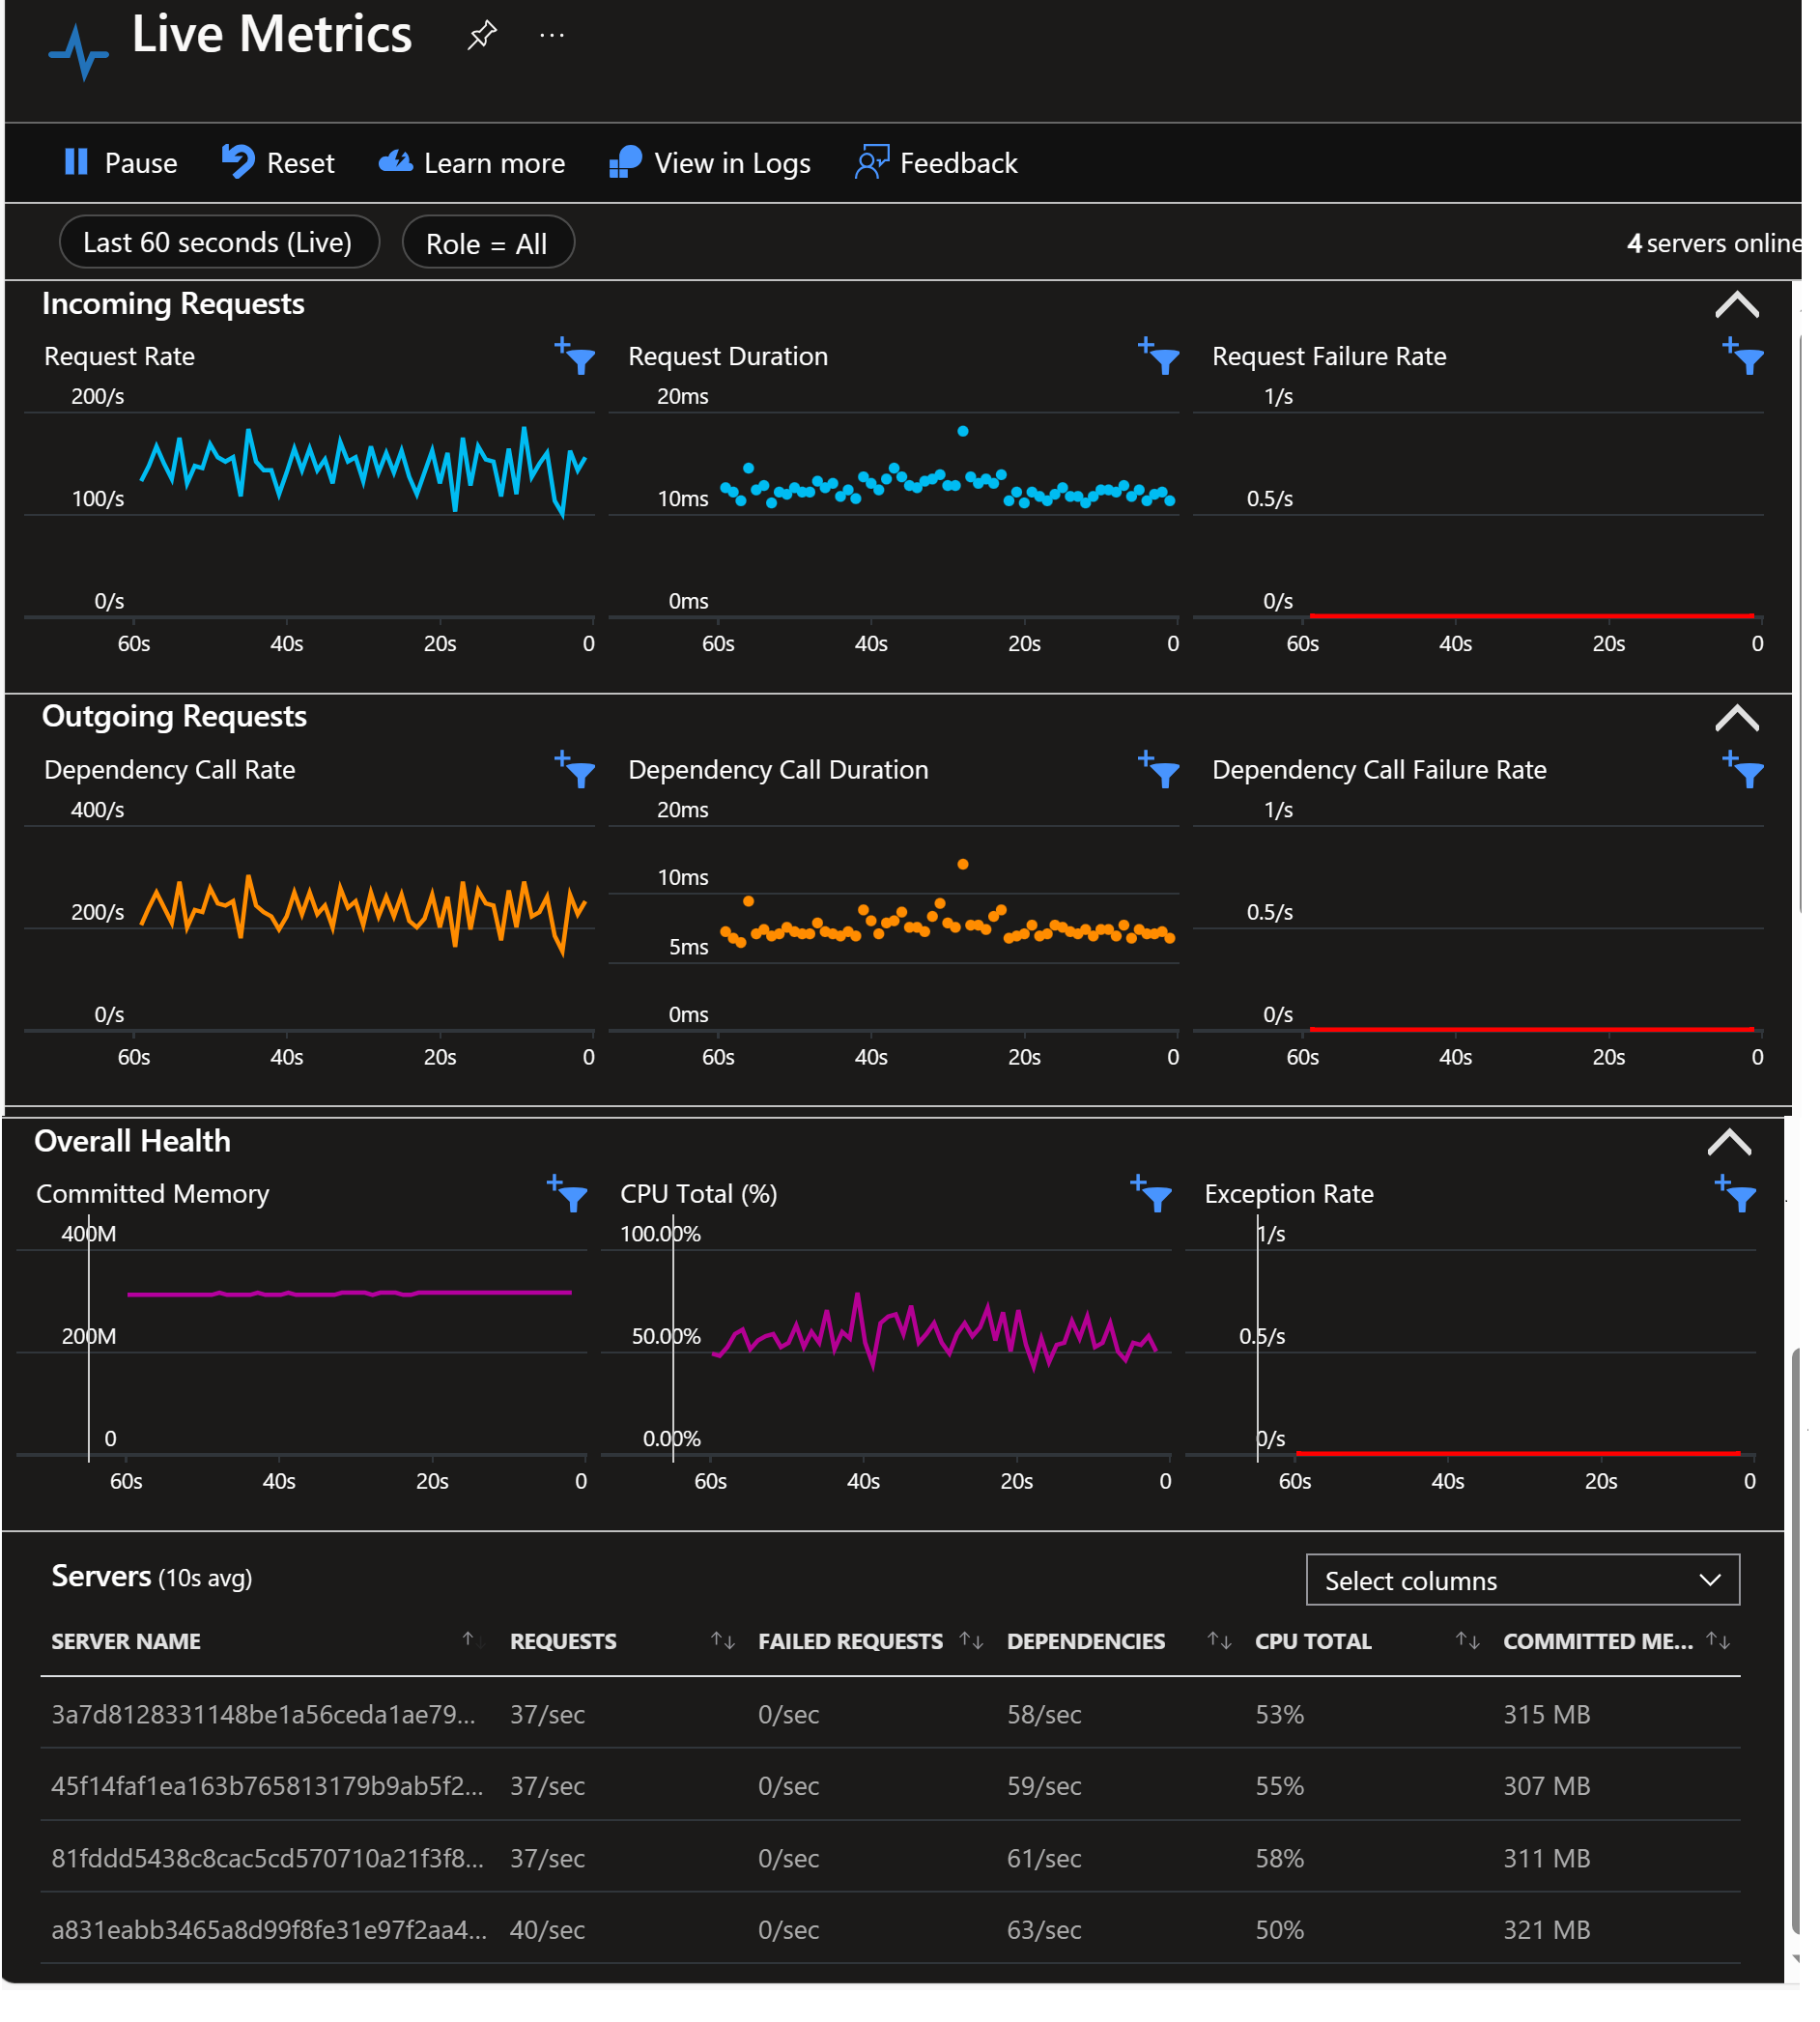 Live Metrics ...
Pause Reset Learn more View in Logs Feedback
Last 60 seconds (Live) Role = All 4 servers online
Incoming Requests
Request Rate
200/s
100/s
0/s
60s 40s 20s 0
Request Duration
20ms
10ms
0ms
60s 40s 20s 0
Request Failure Rate
1/s
0.5/s
0/s
60s 40s 20s 0
Outgoing Requests
Dependency Call Rate
400/s
200/s
0/s
60s 40s 20s 0
Dependency Call Duration
20ms
10ms
5ms
0ms
60s 40s 20s 0
Dependency Call Failure Rate
1/s
0.5/s
0/s
60s 40s 20s 0
Overall Health
Committed Memory
400M
200M
0
60s 40s 20s 0
CPU Total (%)
100.00%
50.00%
0.00%
60s 40s 20s 0
Exception Rate
1/s
0.5/s
0/s
60s 40s 20s 0
Servers (10s avg) Select columns
SERVER NAME REQUESTS FAILED REQUESTS DEPENDENCIES CPU TOTAL COMMITTED ME...
3a7d8128331148be1a56ceda1ae79... 37/sec 0/sec 58/sec 53% 315 MB
45f14faf1ea163b765813179b9ab5f2... 37/sec 0/sec 59/sec 55% 307 MB
81fddd5438c8cac5cd570710a21f3f8... 37/sec 0/sec 61/sec 58% 311 MB
a831eabb3465a8d99f8fe31e97f2aa4... 40/sec 0/sec 63/sec 50% 321 MB